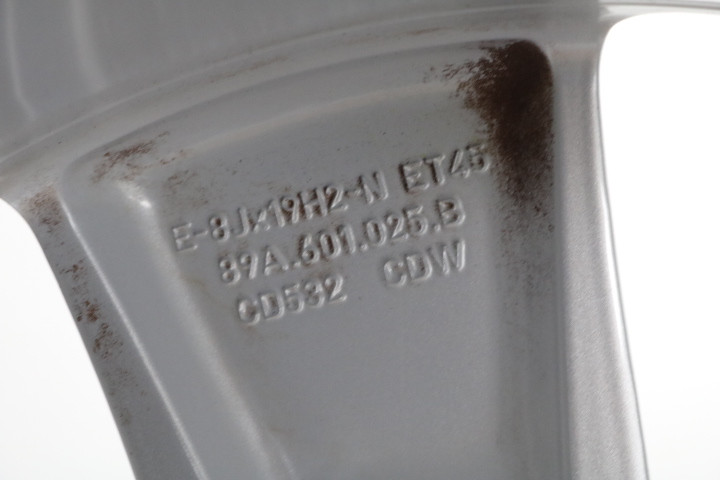 E-8Jx19H2-N ET45
89A.601.025.B
CD532 CDW